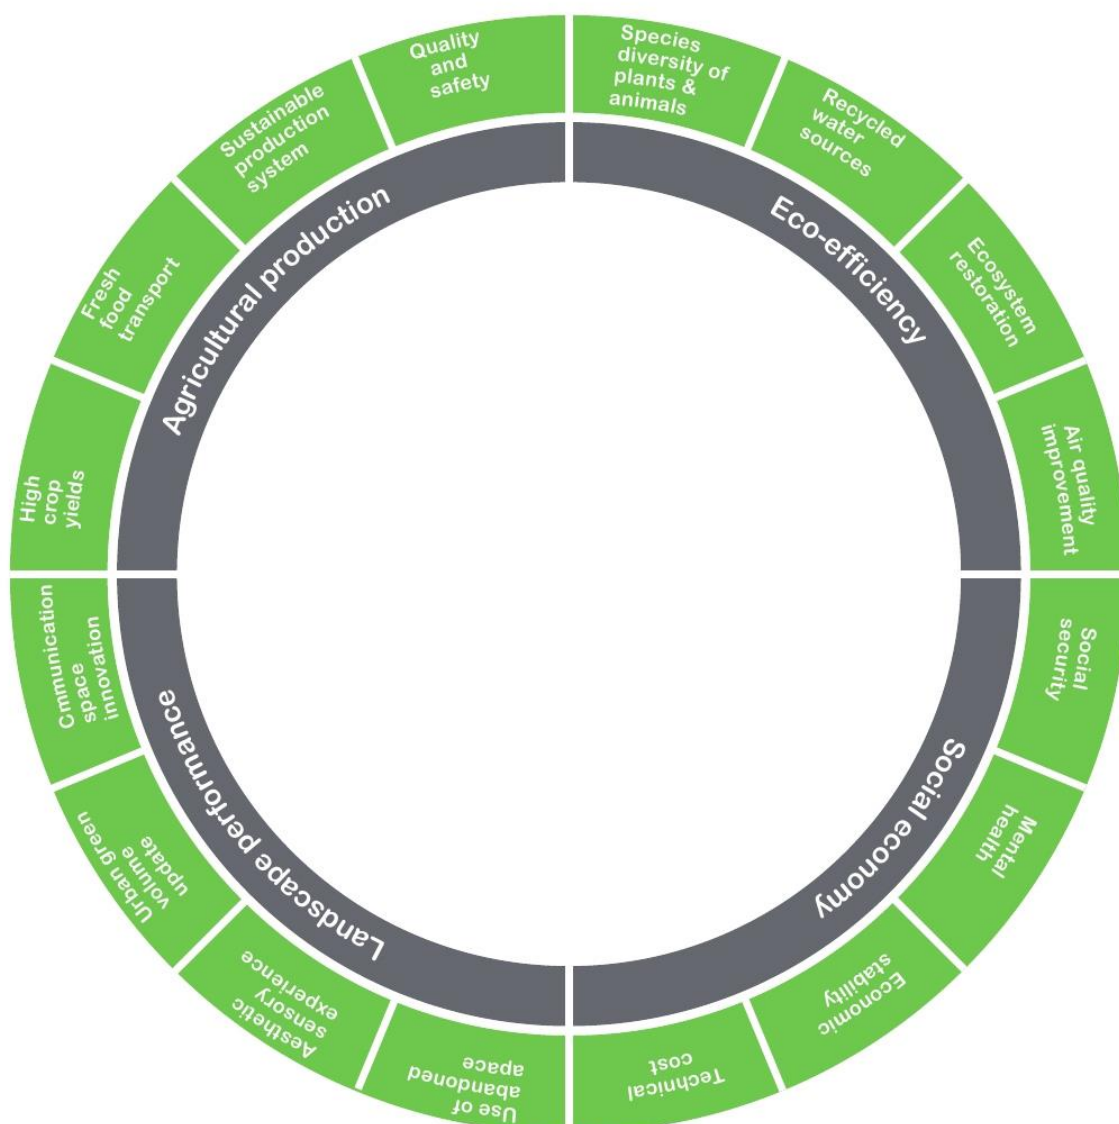 Quality
and
safety
Species
diversity of
plants &
animals
Recycled
water
sources
Ecosystem
restoration
Air quality
improvement
Social
security
Mental
health
Economic
stability
Technical
cost
Use of
abandoned
apace
Aesthetic
sensory
experience
Urban green
volume
update
Cmmunication
space
innovation
High
crop
yields
Fresh
food
transport
Sustainable
production
system
Agricultural production
Eco-efficiency
Social economy
Landscape performance